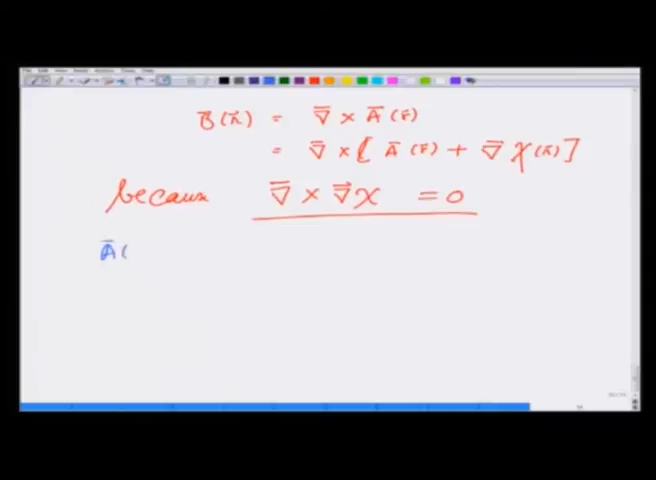 B̄(r̄) = ∇̄ × Ā(r̄)
= ∇̄ × [Ā(r̄) + ∇̄ χ(r̄)]
because ∇̄ × ∇⃗χ = 0
Ā(